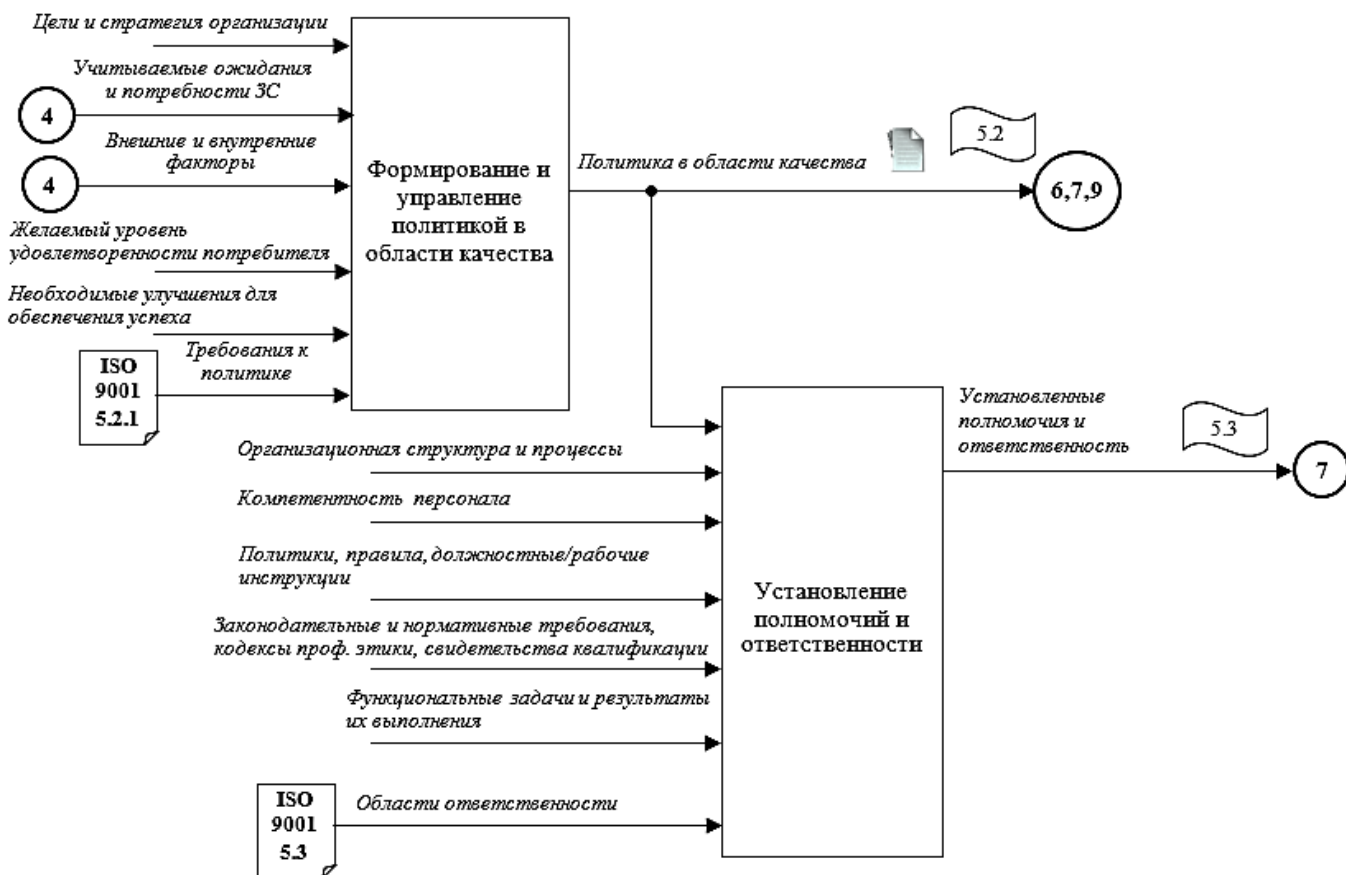 Цели и стратегия организации
Учитываемые ожидания
и потребности ЗС
4
Внешние и внутренние
факторы
4
Желаемый уровень
удовлетворенности потребителя
Необходимые улучшения для
обеспечения успеха
Требования к
политике
ISO
9001
5.2.1
Формирование и
управление
политикой в
области качества
Политика в области качества
5.2
6,7,9
Организационная структура и процессы
Компетентность персонала
Политики, правила, должностные/рабочие
инструкции
Законодательные и нормативные требования,
кодексы проф. этики, свидетельства квалификации
Функциональные задачи и результаты
их выполнения
ISO
9001
5.3
Области ответственности
Установление
полномочий и
ответственности
Установленные
полномочия и
ответственность
5.3
7